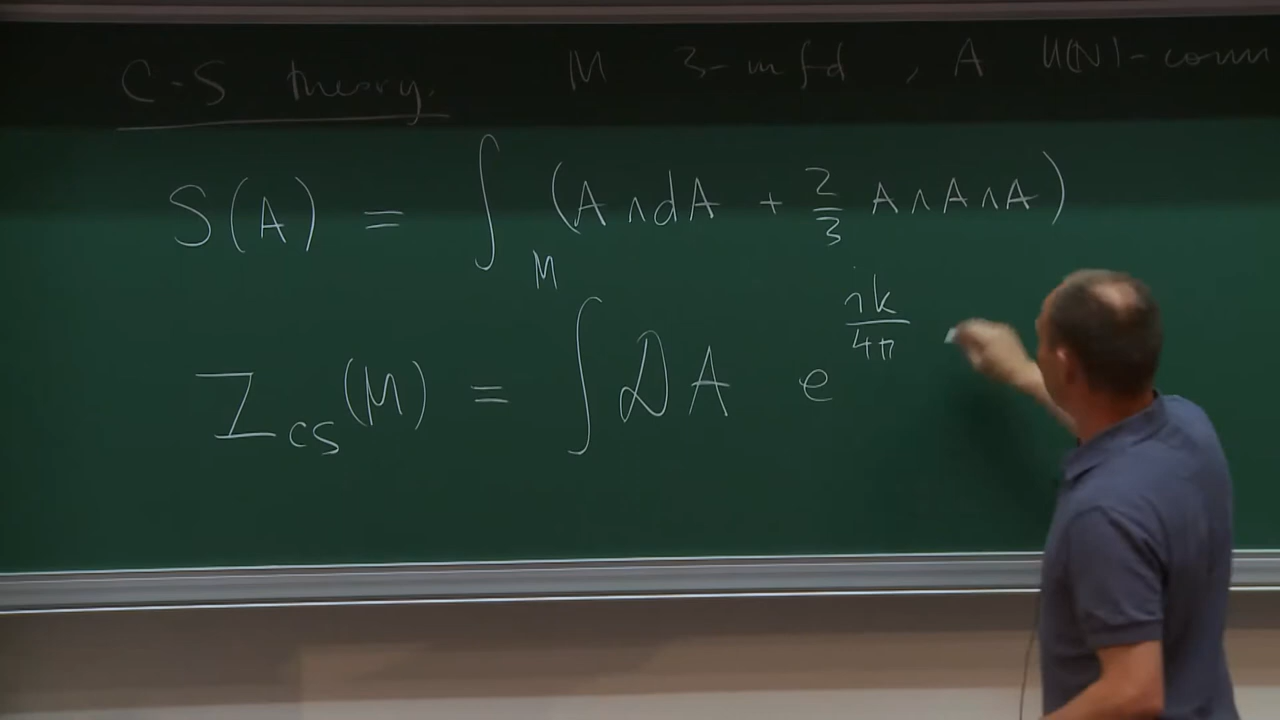 C-S theory. M 3-mfd, A U(N)-conn
S(A) = ∫_M (A∧dA + 2/3 A∧A∧A)
Z_CS(M) = ∫ DA e^{ik/4π}